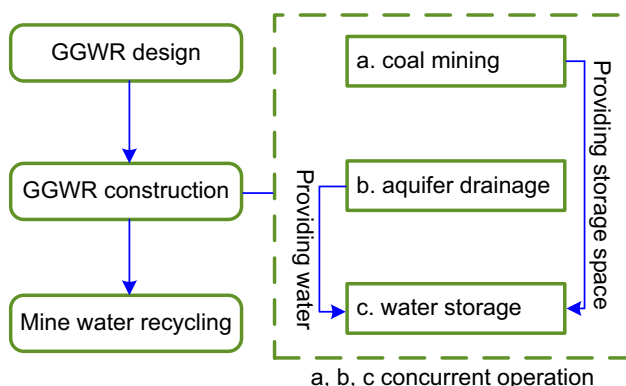 GGWR design
GGWR construction
Mine water recycling
a. coal mining
b. aquifer drainage
c. water storage
Providing water
Providing storage space
a, b, c concurrent operation